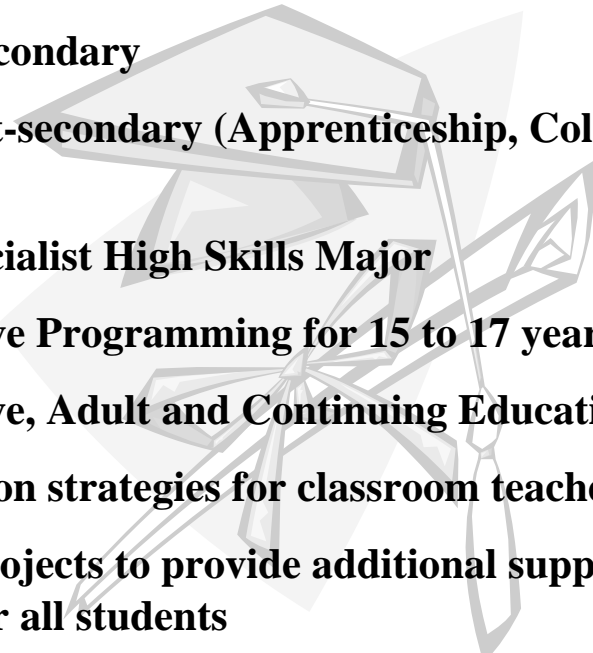 condary
t-secondary (Apprenticeship, Col
cialist High Skills Major
ve Programming for 15 to 17 year
ve, Adult and Continuing Educati
on strategies for classroom teache
ojects to provide additional supp
r all students